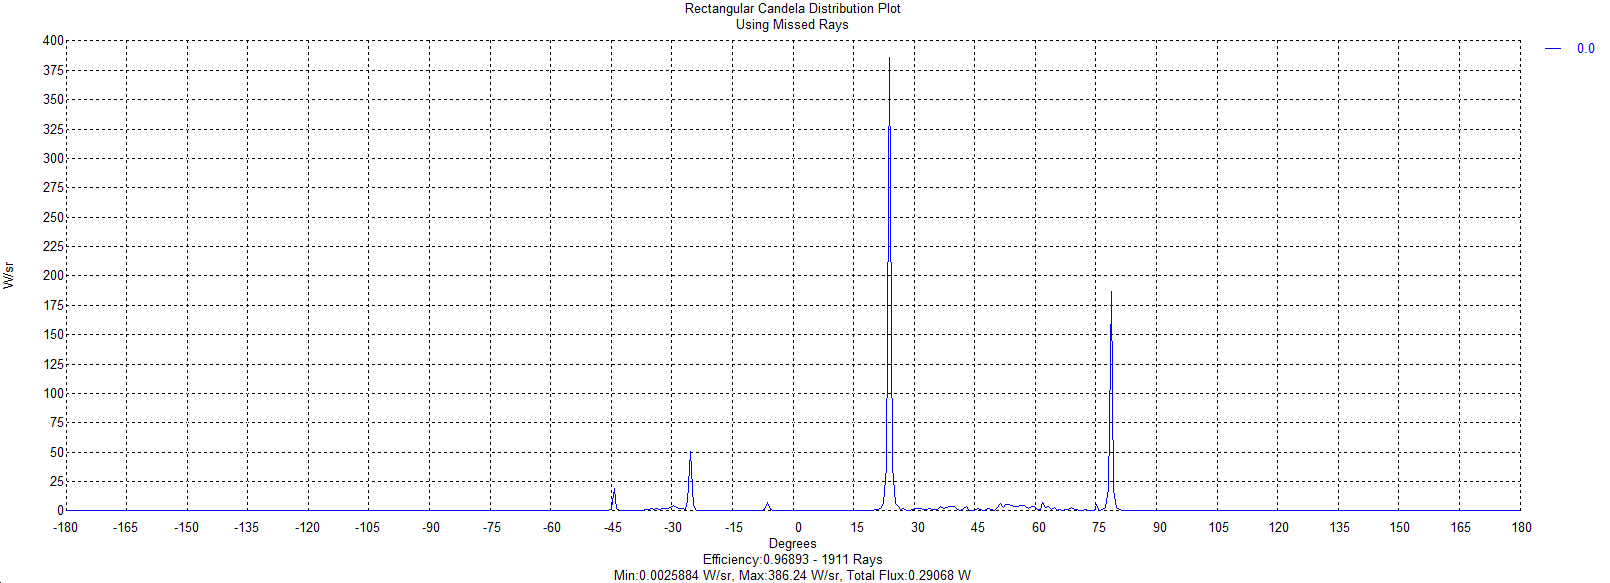 Rectangular Candela Distribution Plot
Using Missed Rays
0.0
400
375
350
325
300
275
250
225
200
175
150
125
100
75
50
25
0
W/sr
-180 -165 -150 -135 -120 -105 -90 -75 -60 -45 -30 -15 0 15 30 45 60 75 90 105 120 135 150 165 180
Degrees
Efficiency:0.96893 - 1911 Rays
Min:0.0025884 W/sr, Max:386.24 W/sr, Total Flux:0.29068 W